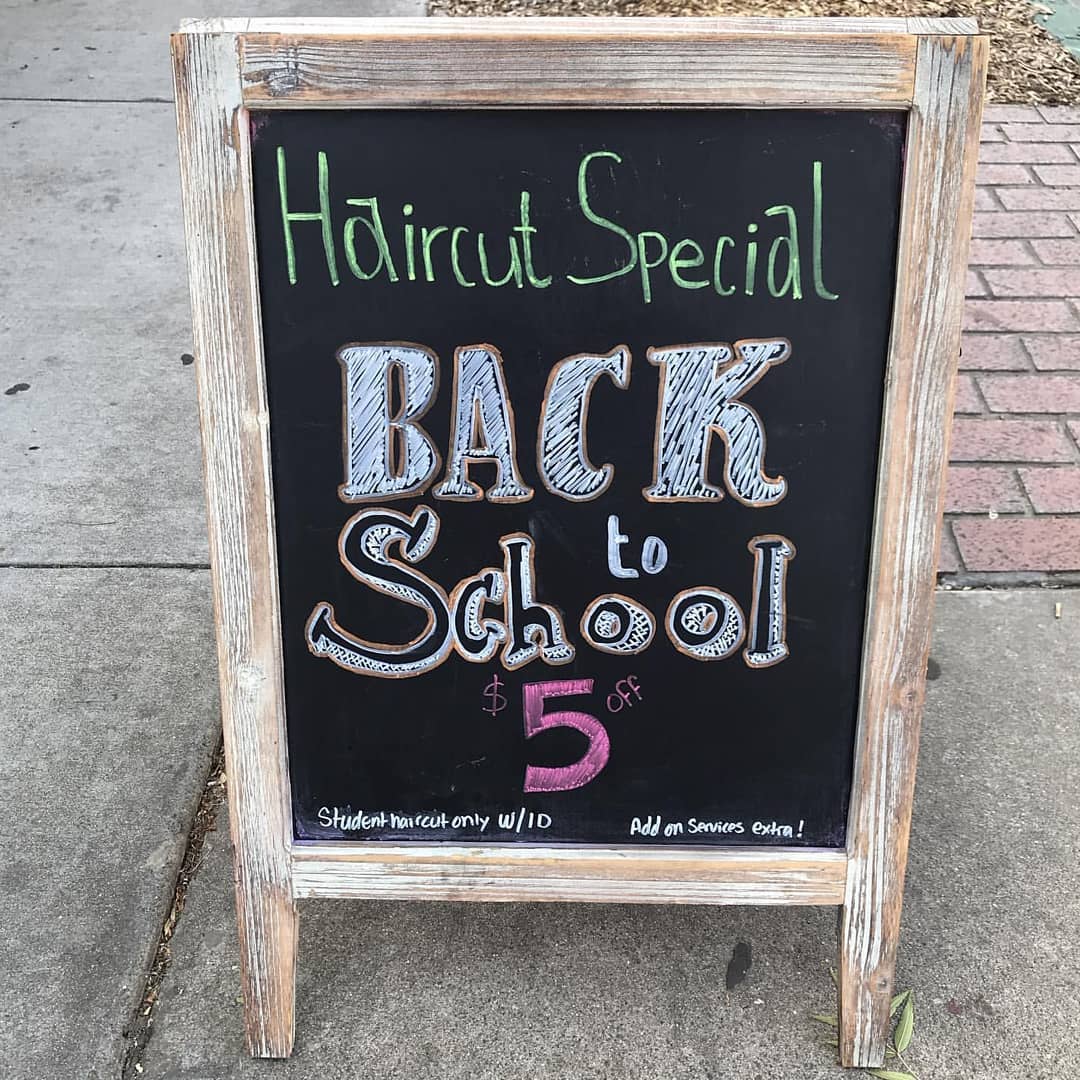 Haircut Special
BACK
to
School
$5 off
Student haircut only W/ID
Add on Services extra!